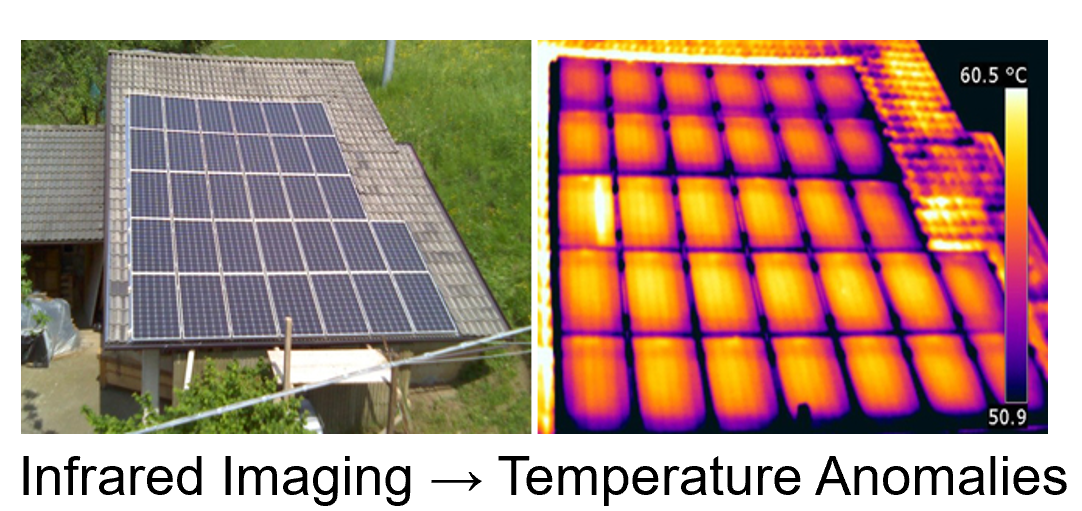 60.5 °C
50.9
Infrared Imaging → Temperature Anomalies